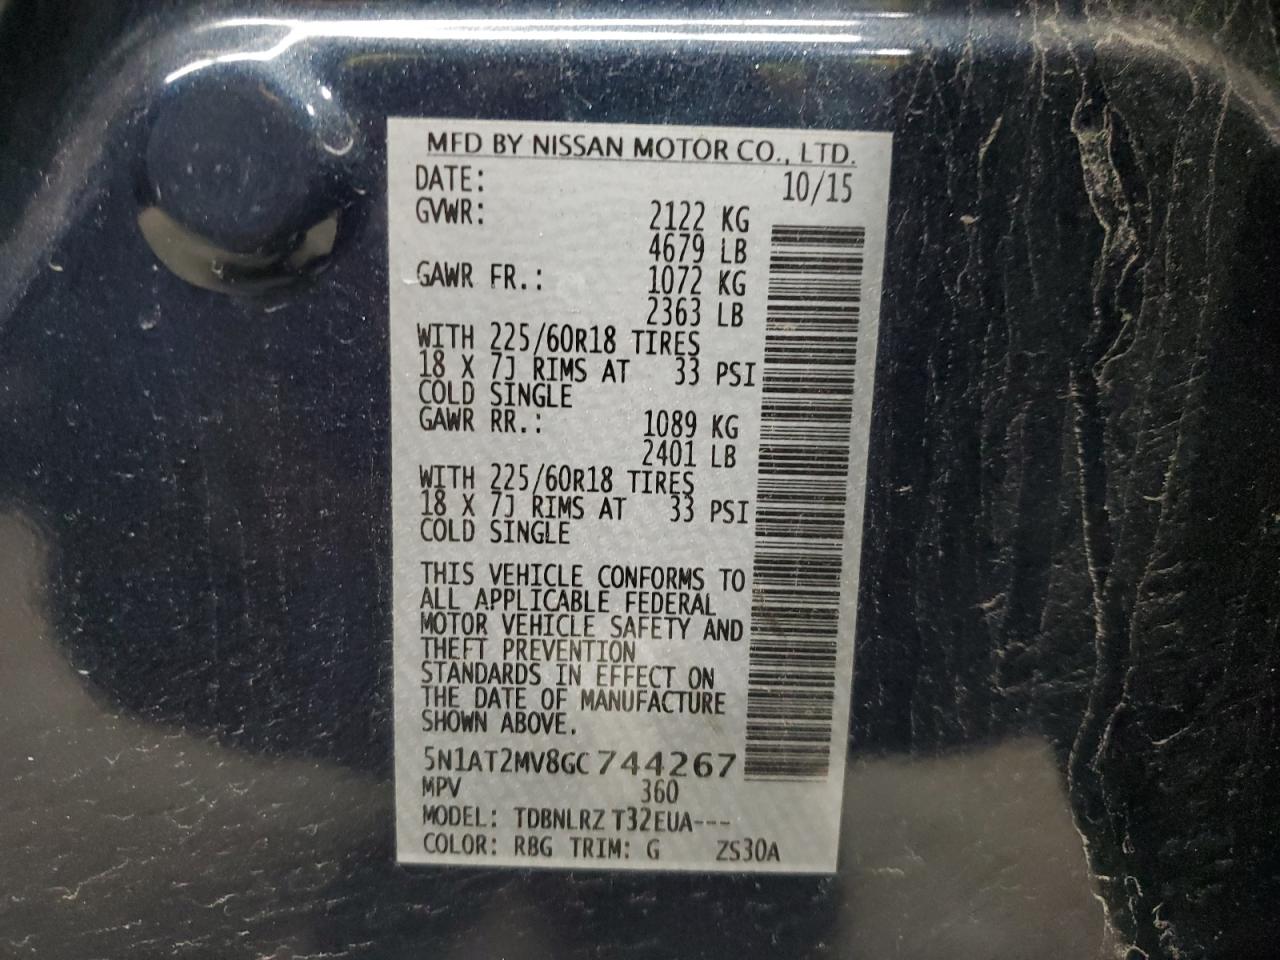 MFD BY NISSAN MOTOR CO., LTD.
DATE: 10/15
GVWR: 2122 KG
4679 LB
GAWR FR.: 1072 KG
2363 LB
WITH 225/60R18 TIRES
18 X 7J RIMS AT 33 PSI
COLD SINGLE
GAWR RR.: 1089 KG
2401 LB
WITH 225/60R18 TIRES
18 X 7J RIMS AT 33 PSI
COLD SINGLE
THIS VEHICLE CONFORMS TO
ALL APPLICABLE FEDERAL
MOTOR VEHICLE SAFETY AND
THEFT PREVENTION
STANDARDS IN EFFECT ON
THE DATE OF MANUFACTURE
SHOWN ABOVE.
5N1AT2MV8GC744267
MPV 360
MODEL: TDBNLRZ T32EUA---
COLOR: RBG TRIM: G ZS30A